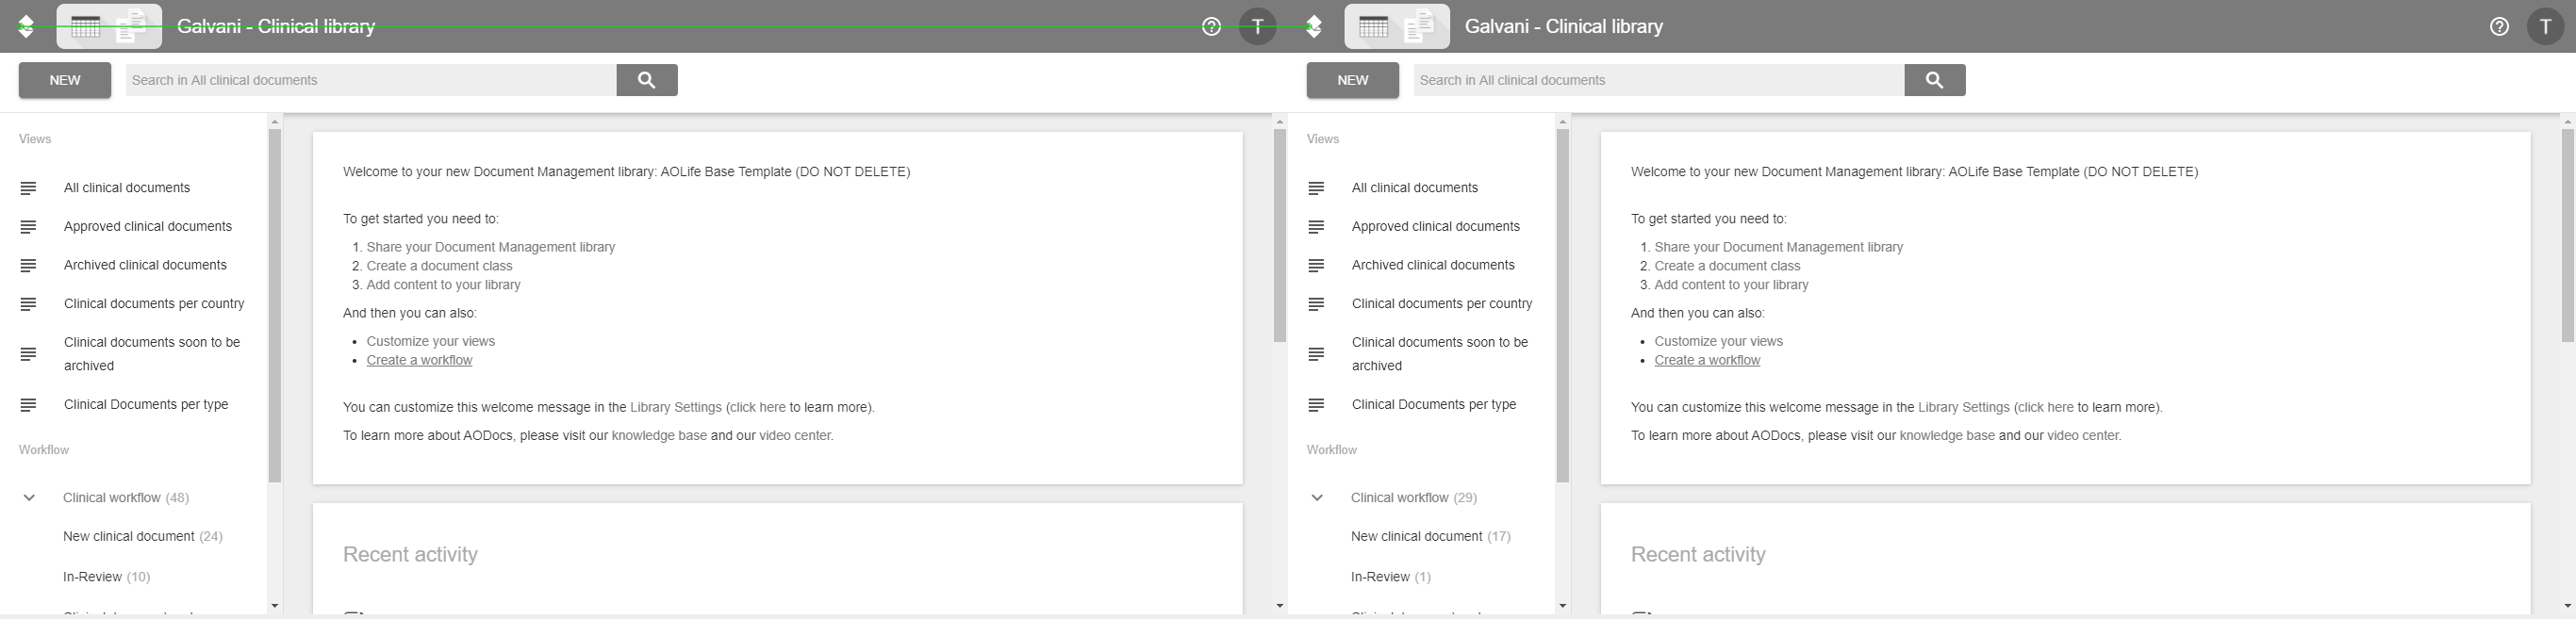 Galvani - Clinical library
T
NEW
Search in All clinical documents
Views
All clinical documents
Approved clinical documents
Archived clinical documents
Clinical documents per country
Clinical documents soon to be
archived
Clinical Documents per type
Workflow
Clinical workflow (48)
New clinical document (24)
In-Review (10)
Welcome to your new Document Management library: AOLife Base Template (DO NOT DELETE)
To get started you need to:
1. Share your Document Management library
2. Create a document class
3. Add content to your library
And then you can also:
• Customize your views
• Create a workflow
You can customize this welcome message in the Library Settings (click here to learn more).
To learn more about AODocs, please visit our knowledge base and our video center.
Recent activity
Galvani - Clinical library
T
NEW
Search in All clinical documents
Views
All clinical documents
Approved clinical documents
Archived clinical documents
Clinical documents per country
Clinical documents soon to be
archived
Clinical Documents per type
Workflow
Clinical workflow (29)
New clinical document (17)
In-Review (1)
Welcome to your new Document Management library: AOLife Base Template (DO NOT DELETE)
To get started you need to:
1. Share your Document Management library
2. Create a document class
3. Add content to your library
And then you can also:
• Customize your views
• Create a workflow
You can customize this welcome message in the Library Settings (click here to learn more).
To learn more about AODocs, please visit our knowledge base and our video center.
Recent activity